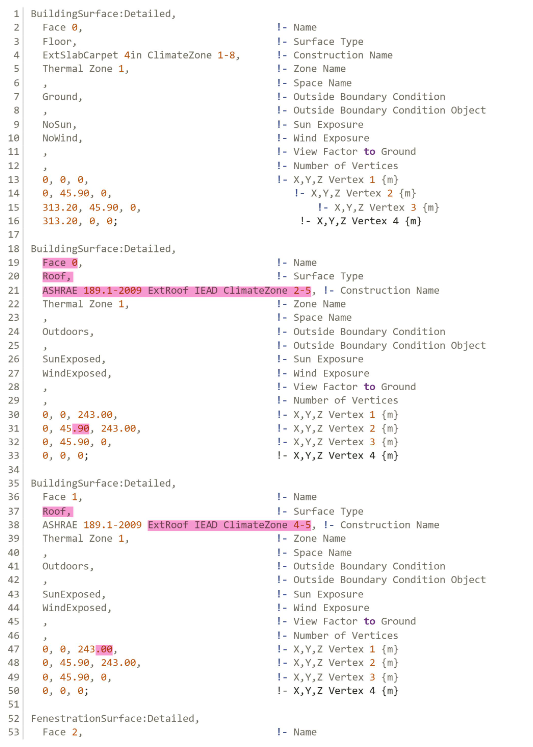 1 BuildingSurface:Detailed,
2 Face 0, !- Name
3 Floor, !- Surface Type
4 ExtSlabCarpet 4in ClimateZone 1-8, !- Construction Name
5 Thermal Zone 1, !- Zone Name
6 , !- Space Name
7 Ground, !- Outside Boundary Condition
8 , !- Outside Boundary Condition Object
9 NoSun, !- Sun Exposure
10 NoWind, !- Wind Exposure
11 , !- View Factor to Ground
12 , !- Number of Vertices
13 0, 0, 0, !- X,Y,Z Vertex 1 {m}
14 0, 45.90, 0, !- X,Y,Z Vertex 2 {m}
15 313.20, 45.90, 0, !- X,Y,Z Vertex 3 {m}
16 313.20, 0, 0; !- X,Y,Z Vertex 4 {m}
17
18 BuildingSurface:Detailed,
19 Face 0, !- Name
20 Roof, !- Surface Type
21 ASHRAE 189.1-2009 ExtRoof IEAD ClimateZone 2-5, !- Construction Name
22 Thermal Zone 1, !- Zone Name
23 , !- Space Name
24 Outdoors, !- Outside Boundary Condition
25 , !- Outside Boundary Condition Object
26 SunExposed, !- Sun Exposure
27 WindExposed, !- Wind Exposure
28 , !- View Factor to Ground
29 , !- Number of Vertices
30 0, 0, 243.00, !- X,Y,Z Vertex 1 {m}
31 0, 45.90, 243.00, !- X,Y,Z Vertex 2 {m}
32 0, 45.90, 0, !- X,Y,Z Vertex 3 {m}
33 0, 0, 0; !- X,Y,Z Vertex 4 {m}
34
35 BuildingSurface:Detailed,
36 Face 1, !- Name
37 Roof, !- Surface Type
38 ASHRAE 189.1-2009 ExtRoof IEAD ClimateZone 4-5, !- Construction Name
39 Thermal Zone 1, !- Zone Name
40 , !- Space Name
41 Outdoors, !- Outside Boundary Condition
42 , !- Outside Boundary Condition Object
43 SunExposed, !- Sun Exposure
44 WindExposed, !- Wind Exposure
45 , !- View Factor to Ground
46 , !- Number of Vertices
47 0, 0, 243.00, !- X,Y,Z Vertex 1 {m}
48 0, 45.90, 243.00, !- X,Y,Z Vertex 2 {m}
49 0, 45.90, 0, !- X,Y,Z Vertex 3 {m}
50 0, 0, 0; !- X,Y,Z Vertex 4 {m}
51
52 FenestrationSurface:Detailed,
53 Face 2, !- Name